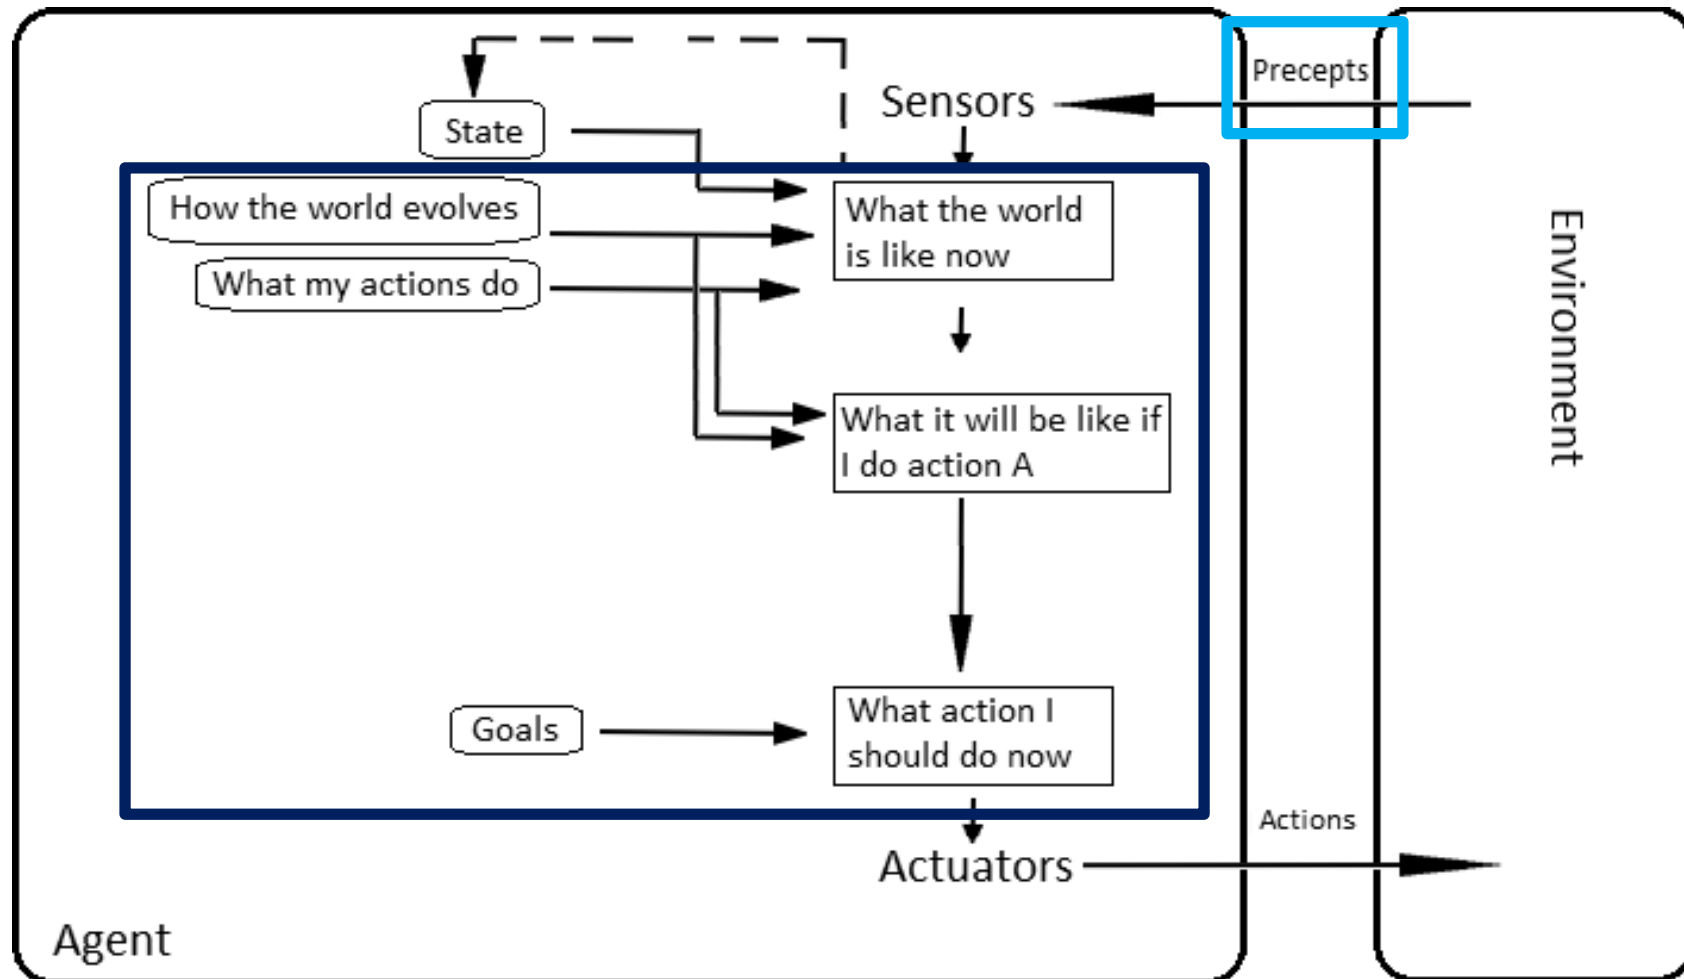 Precepts
Sensors
State
How the world evolves
What the world
is like now
What my actions do
Environment
What it will be like if
I do action A
Goals
What action I
should do now
Actions
Actuators
Agent